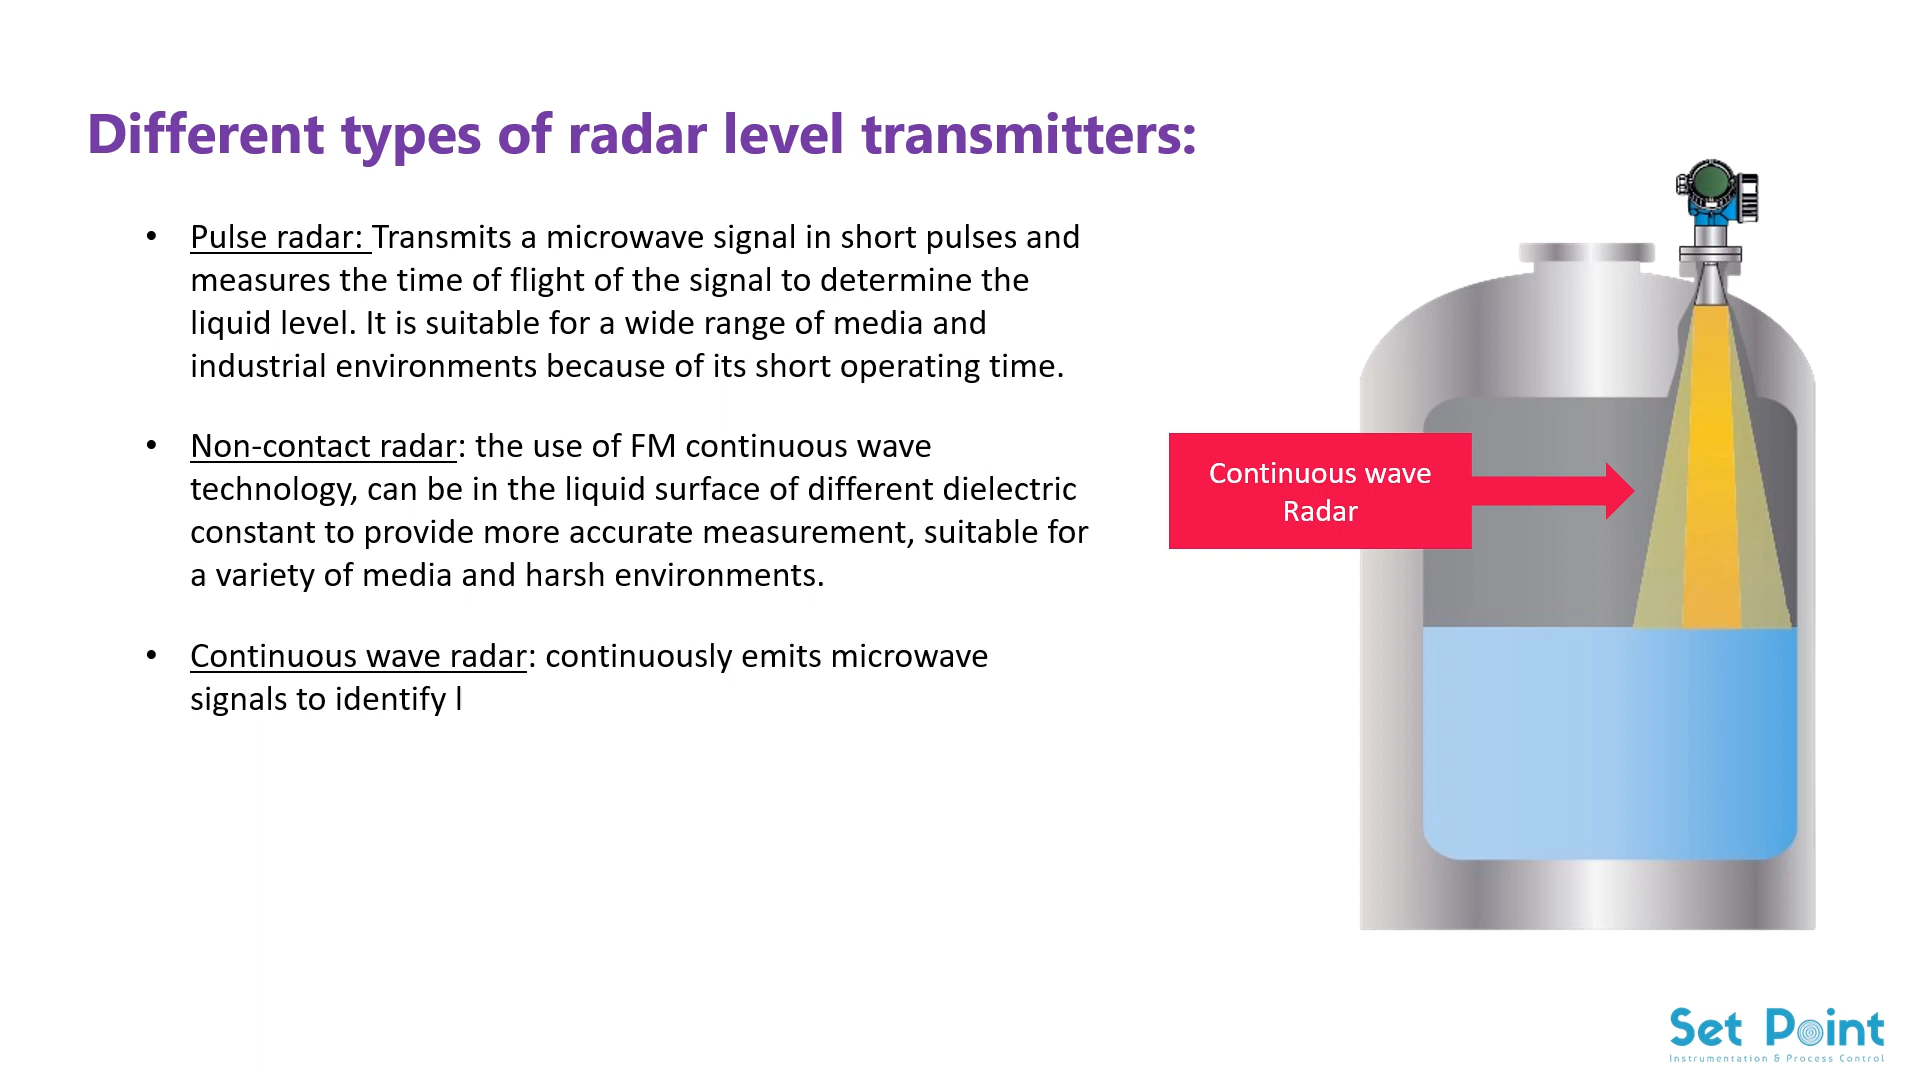 Different types of radar level transmitters:
• Pulse radar: Transmits a microwave signal in short pulses and
measures the time of flight of the signal to determine the
liquid level. It is suitable for a wide range of media and
industrial environments because of its short operating time.
• Non-contact radar: the use of FM continuous wave
technology, can be in the liquid surface of different dielectric
constant to provide more accurate measurement, suitable for
a variety of media and harsh environments.
• Continuous wave radar: continuously emits microwave
signals to identify l
Continuous wave
Radar
Set Point
Instrumentation & Process Control